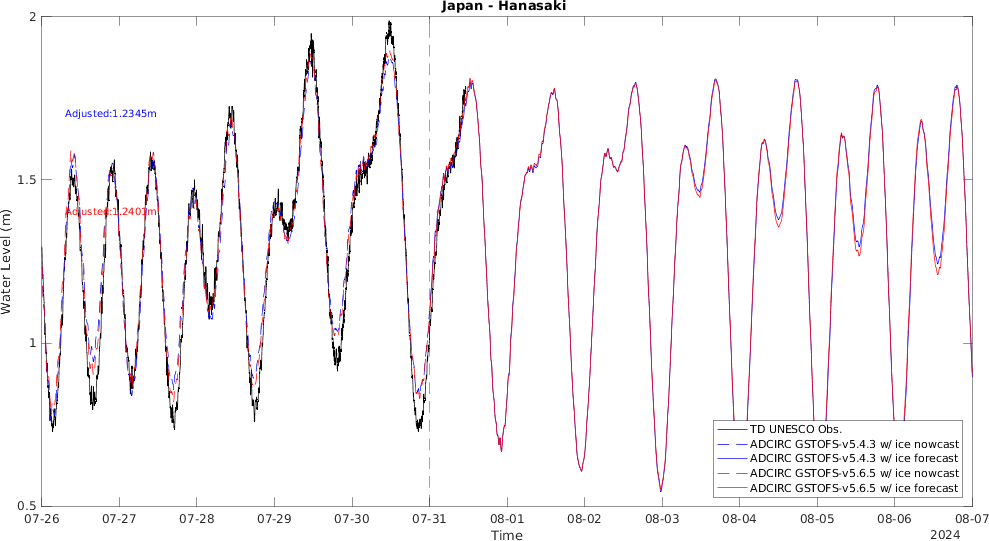 Japan - Hanasaki
2
1.5
1
0.5
Water Level (m)
Adjusted:1.2345m
Adjusted:1.2401m
TD UNESCO Obs.
ADCIRC GSTOFS-v5.4.3 w/ ice nowcast
ADCIRC GSTOFS-v5.4.3 w/ ice forecast
ADCIRC GSTOFS-v5.6.5 w/ ice nowcast
ADCIRC GSTOFS-v5.6.5 w/ ice forecast
07-26 07-27 07-28 07-29 07-30 07-31 08-01 08-02 08-03 08-04 08-05 08-06 08-07
Time
2024